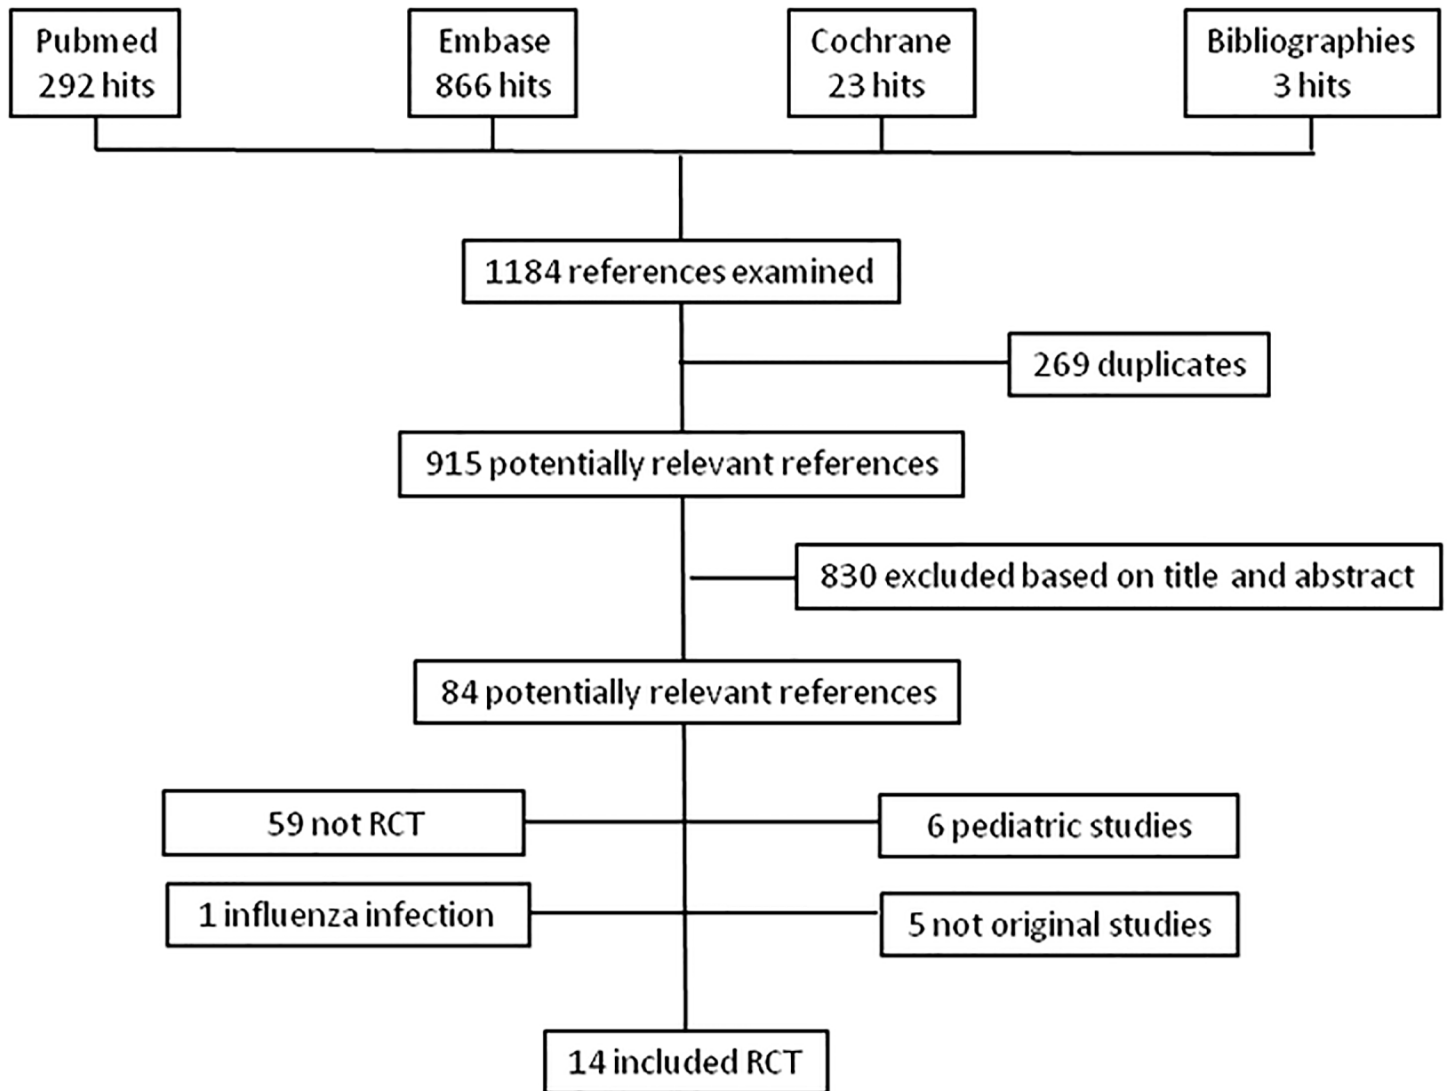 Pubmed
292 hits
Embase
866 hits
Cochrane
23 hits
Bibliographies
3 hits
1184 references examined
269 duplicates
915 potentially relevant references
830 excluded based on title and abstract
84 potentially relevant references
59 not RCT
6 pediatric studies
1 influenza infection
5 not original studies
14 included RCT